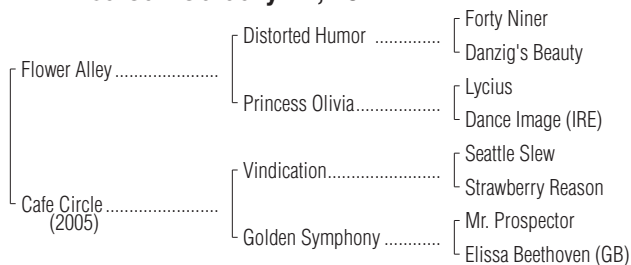 Forty Niner
Distorted Humor .............
Danzig's Beauty
Flower Alley .....................
Lycius
Princess Olivia.................
Dance Image (IRE)
Seattle Slew
Vindication.......................
Strawberry Reason
Cafe Circle .......................
(2005)
Mr. Prospector
Golden Symphony ...........
Elissa Beethoven (GB)